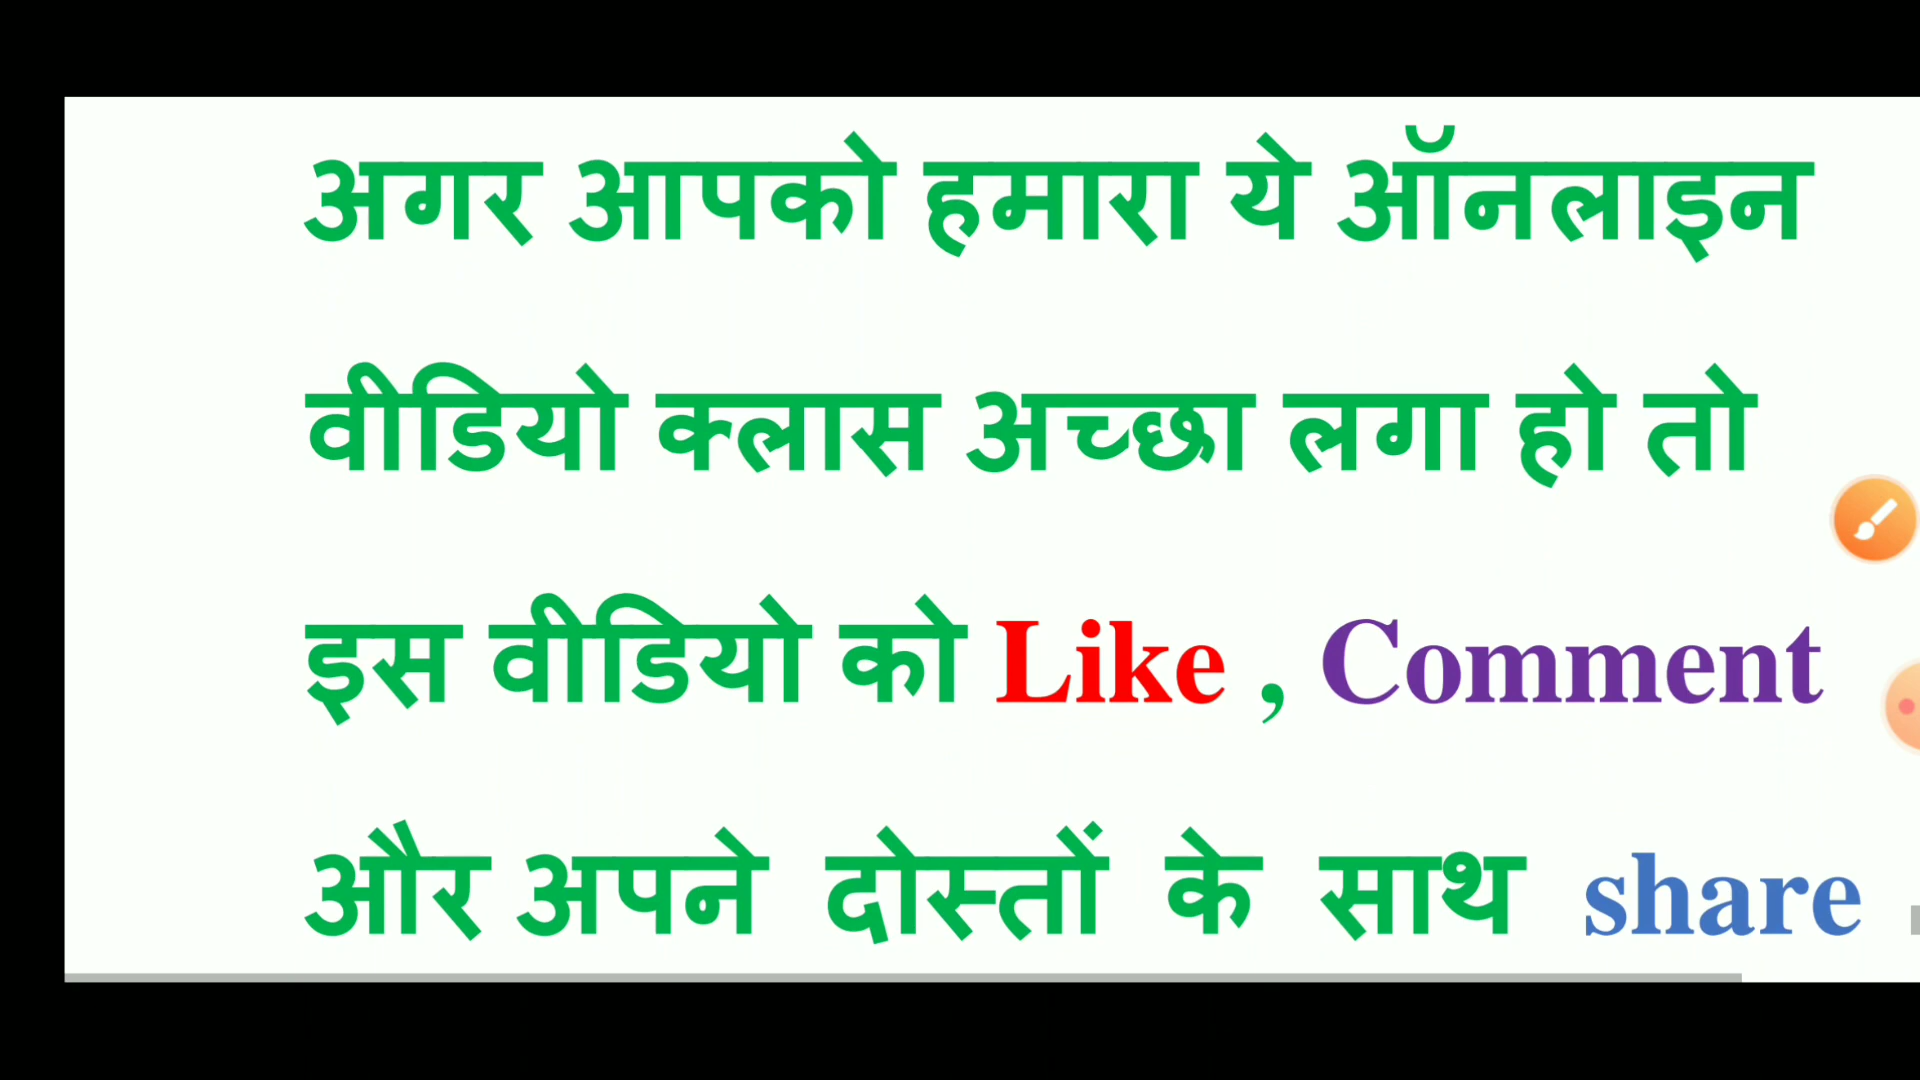 अगर आपको हमारा ये ऑनलाइन
वीडियो क्लास अच्छा लगा हो तो
इस वीडियो को Like , Comment
और अपने दोस्तों के साथ share